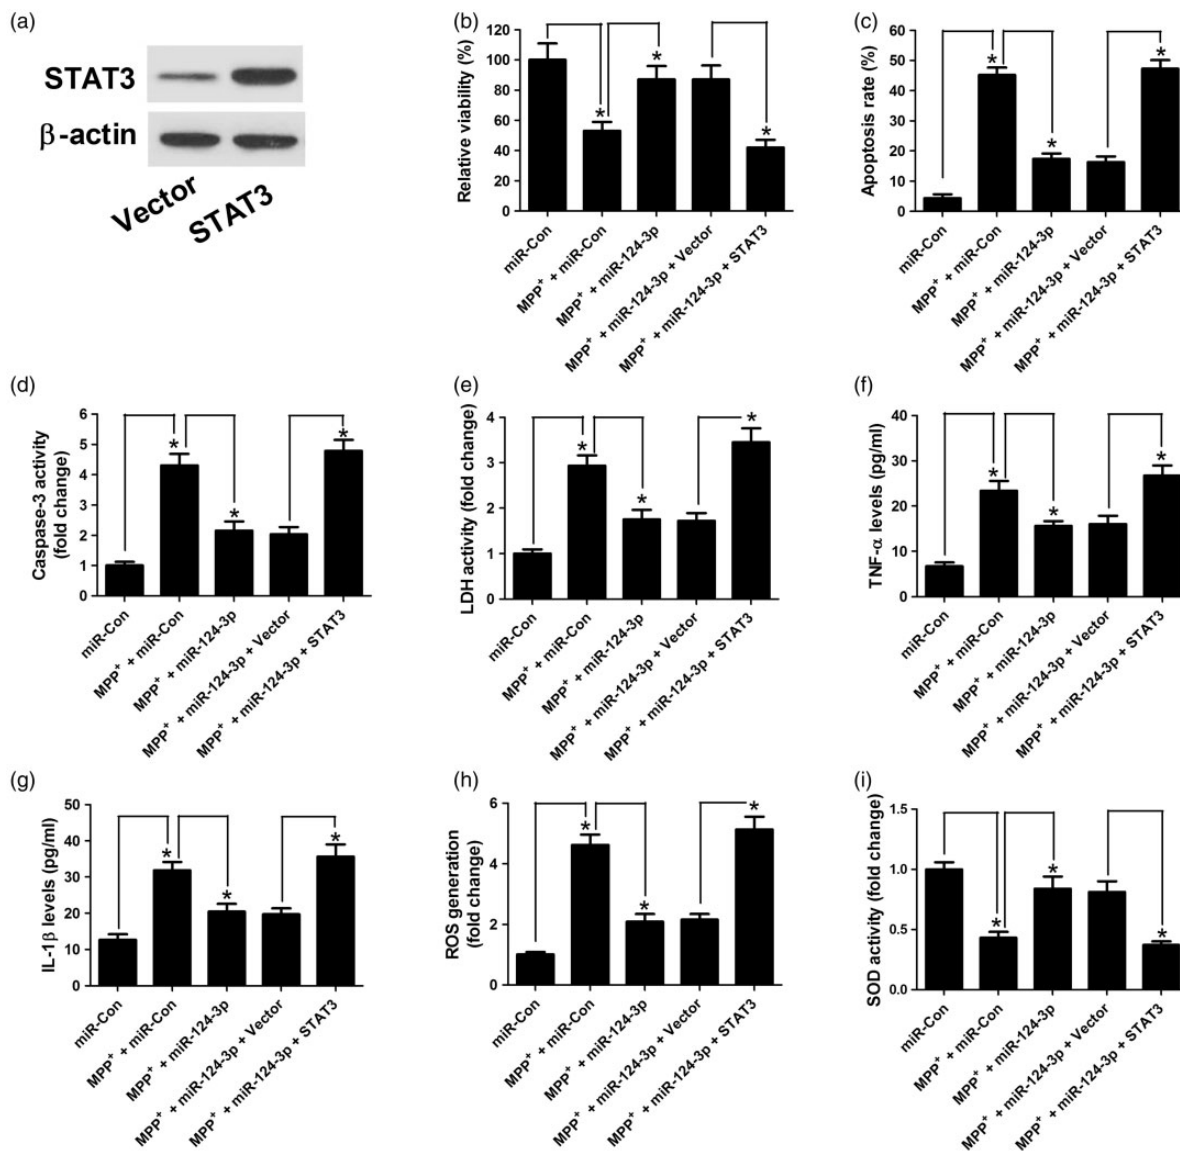 (a)
STAT3
β-actin
Vector
STAT3
(b)
Relative viability (%)
120
100
80
60
40
20
0
*
*
*
miR-Con
MPP+ + miR-Con
MPP+ + miR-124-3p
MPP+ + miR-124-3p + Vector
MPP+ + miR-124-3p + STAT3
(c)
Apoptosis rate (%)
60
50
40
30
20
10
0
*
*
*
miR-Con
MPP+ + miR-Con
MPP+ + miR-124-3p
MPP+ + miR-124-3p + Vector
MPP+ + miR-124-3p + STAT3
(d)
Caspase-3 activity
(fold change)
6
5
4
3
2
1
0
*
*
*
miR-Con
MPP+ + miR-Con
MPP+ + miR-124-3p
MPP+ + miR-124-3p + Vector
MPP+ + miR-124-3p + STAT3
(e)
LDH activity (fold change)
4
3
2
1
0
*
*
*
miR-Con
MPP+ + miR-Con
MPP+ + miR-124-3p
MPP+ + miR-124-3p + Vector
MPP+ + miR-124-3p + STAT3
(f)
TNF-α levels (pg/ml)
40
30
20
10
0
*
*
*
miR-Con
MPP+ + miR-Con
MPP+ + miR-124-3p
MPP+ + miR-124-3p + Vector
MPP+ + miR-124-3p + STAT3
(g)
IL-1β levels (pg/ml)
50
40
30
20
10
0
*
*
*
miR-Con
MPP+ + miR-Con
MPP+ + miR-124-3p
MPP+ + miR-124-3p + Vector
MPP+ + miR-124-3p + STAT3
(h)
ROS generation
(fold change)
6
4
2
0
*
*
*
miR-Con
MPP+ + miR-Con
MPP+ + miR-124-3p
MPP+ + miR-124-3p + Vector
MPP+ + miR-124-3p + STAT3
(i)
SOD activity (fold change)
1.5
1.0
0.5
0.0
*
*
*
miR-Con
MPP+ + miR-Con
MPP+ + miR-124-3p
MPP+ + miR-124-3p + Vector
MPP+ + miR-124-3p + STAT3